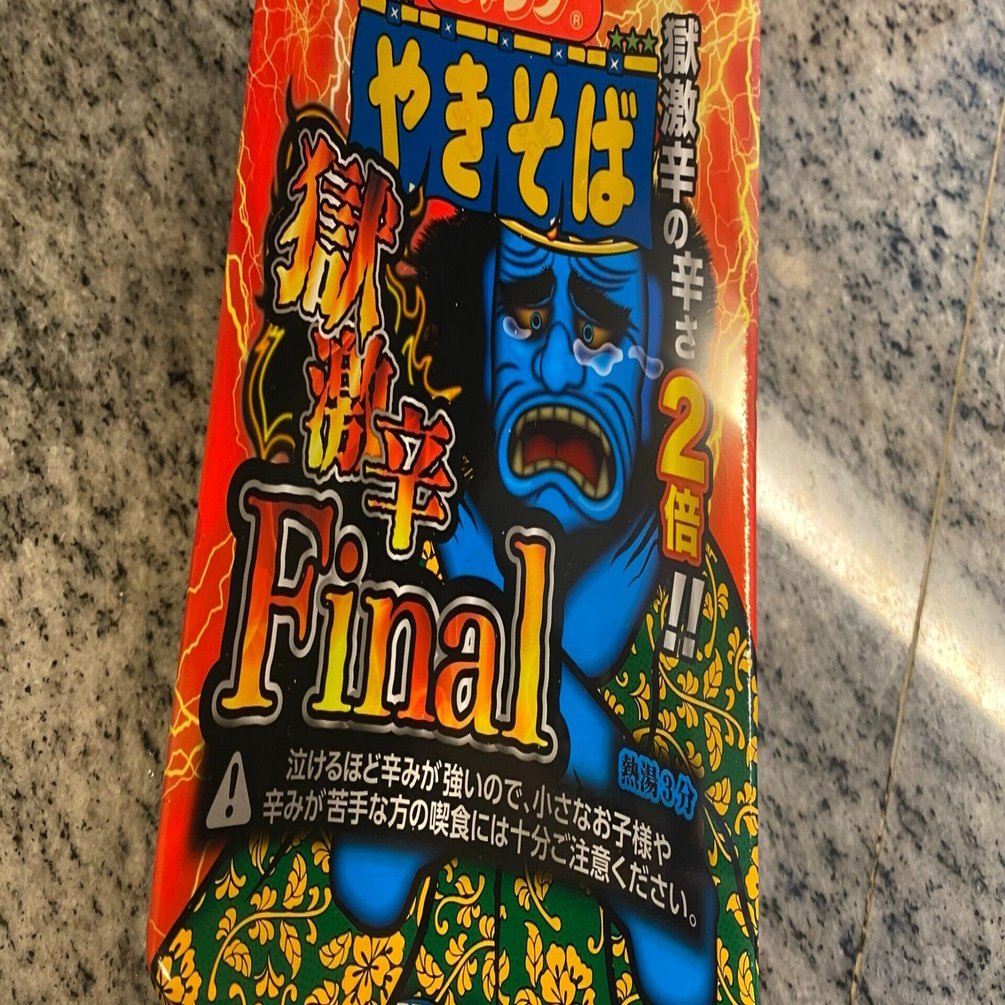 やきそば
獄激辛の辛さ2倍!!
獄激辛
Final
熱湯3分
泣けるほど辛みが強いので、小さなお子様や
辛みが苦手な方の喫食には十分ご注意ください。